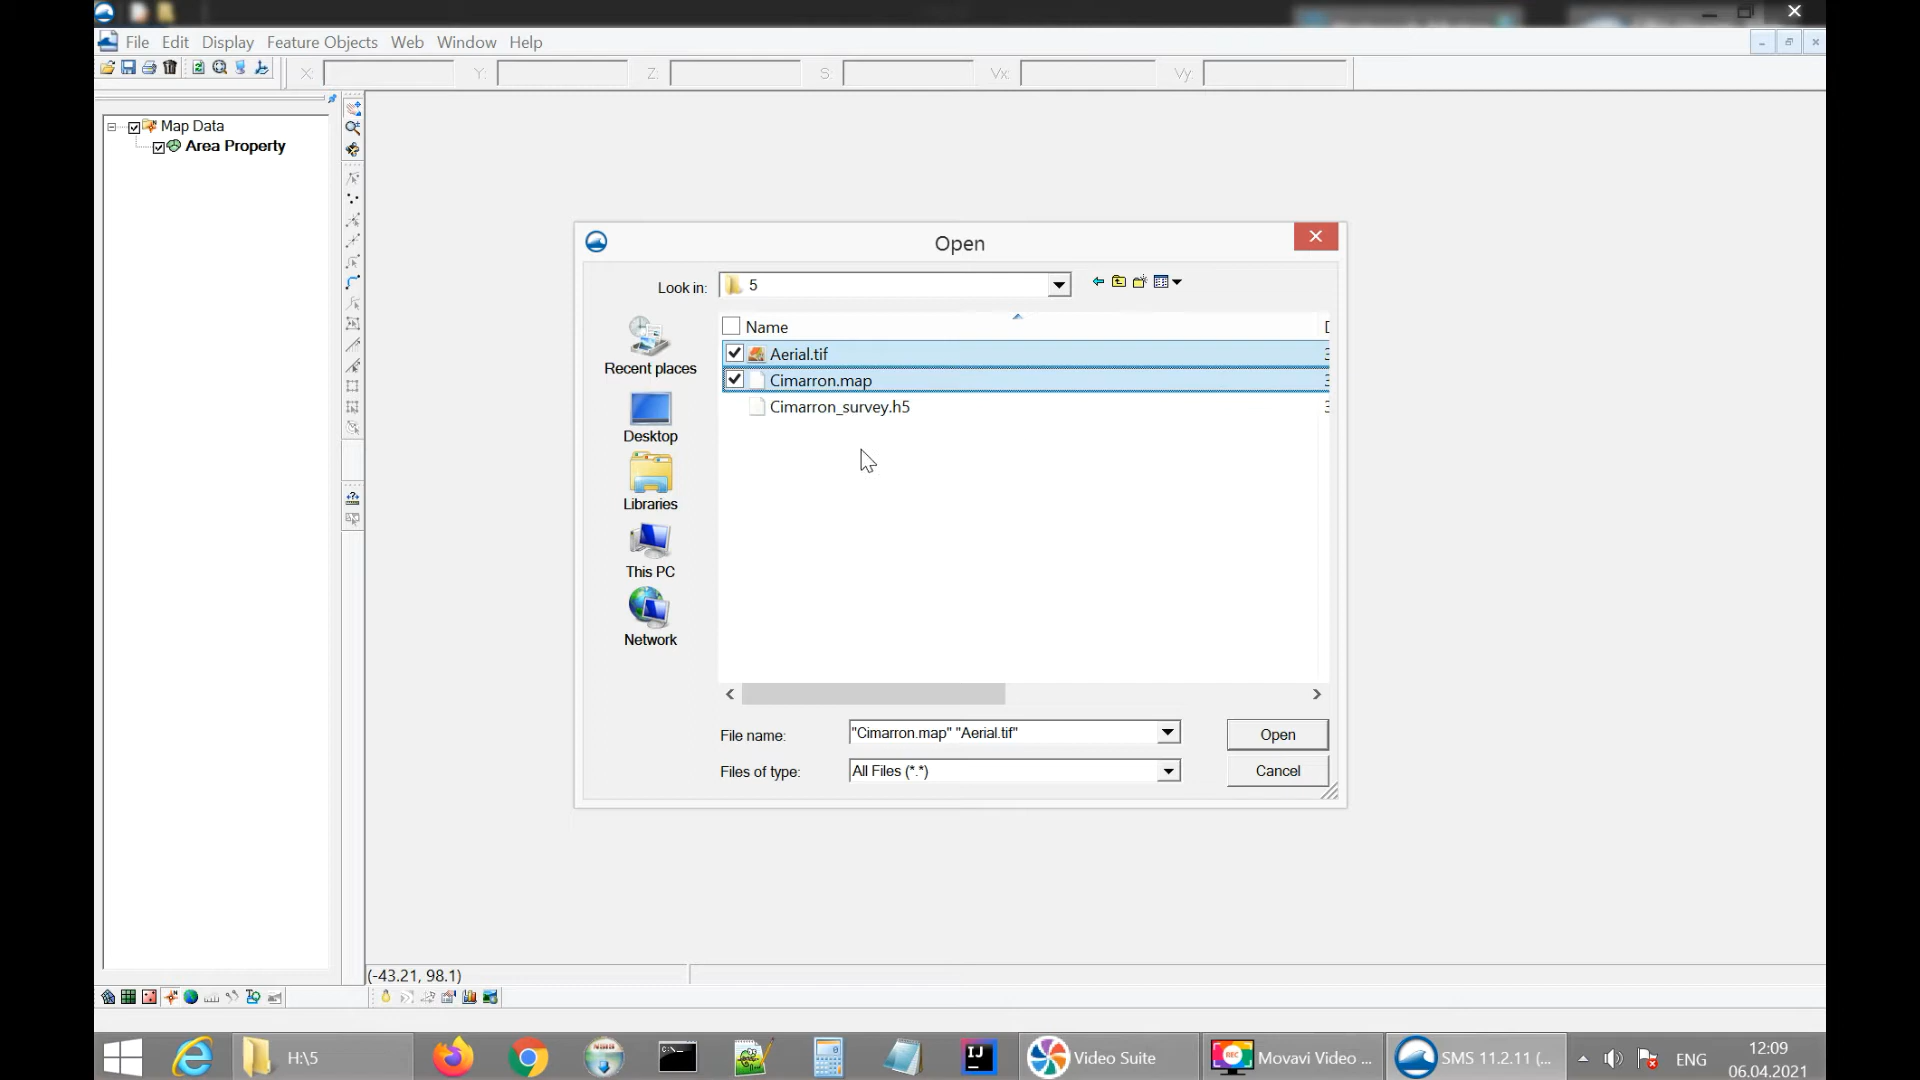 File Edit Display Feature Objects Web Window Help
X: Y: Z: S: Vx: Vy:
Map Data
Area Property
Open
Look in: 5
Name
Aerial.tif
Cimarron.map
Cimarron_survey.h5
Recent places
Desktop
Libraries
This PC
Network
File name: "Cimarron.map" "Aerial.tif" Open
Files of type: All Files (*.*) Cancel
(-43.21, 98.1)
H:\5 Video Suite Movavi Video ... SMS 11.2.11 (... ENG 12:09
06.04.2021